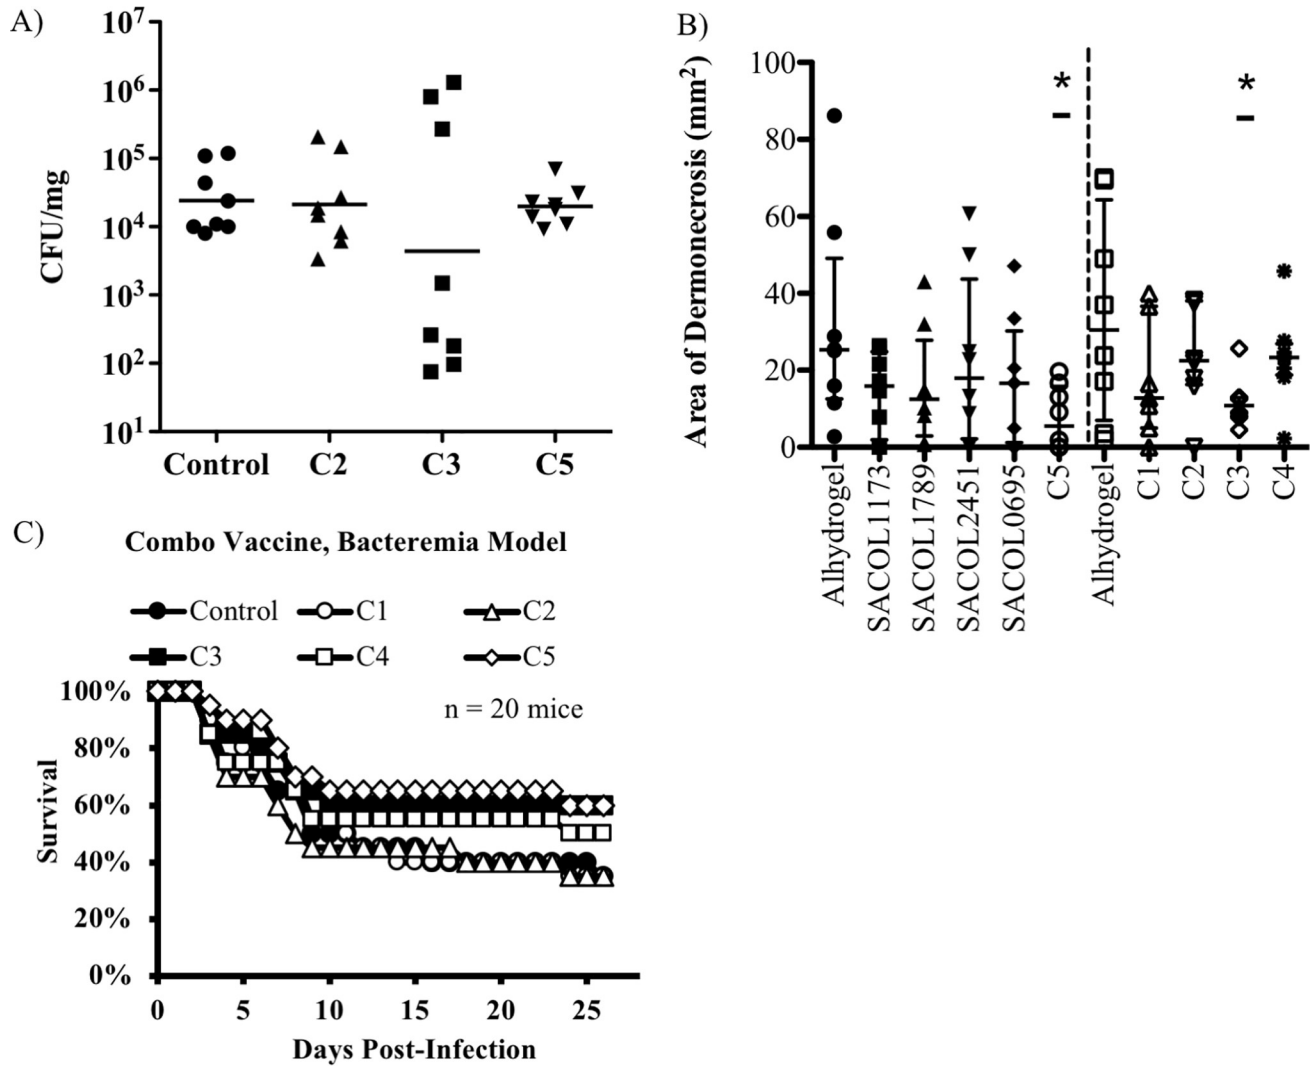 A)
CFU/mg
10⁷
10⁶
10⁵
10⁴
10³
10²
10¹
Control C2 C3 C5
B)
Area of Dermonecrosis (mm²)
100
80
60
40
20
0
* *
Alhydrogel
SACOL1173
SACOL1789
SACOL2451
SACOL0695
C5
Alhydrogel
C1
C2
C3
C4
C)
Combo Vaccine, Bacteremia Model
Control C1 C2
C3 C4 C5
n = 20 mice
Survival
100%
80%
60%
40%
20%
0%
0 5 10 15 20 25
Days Post-Infection